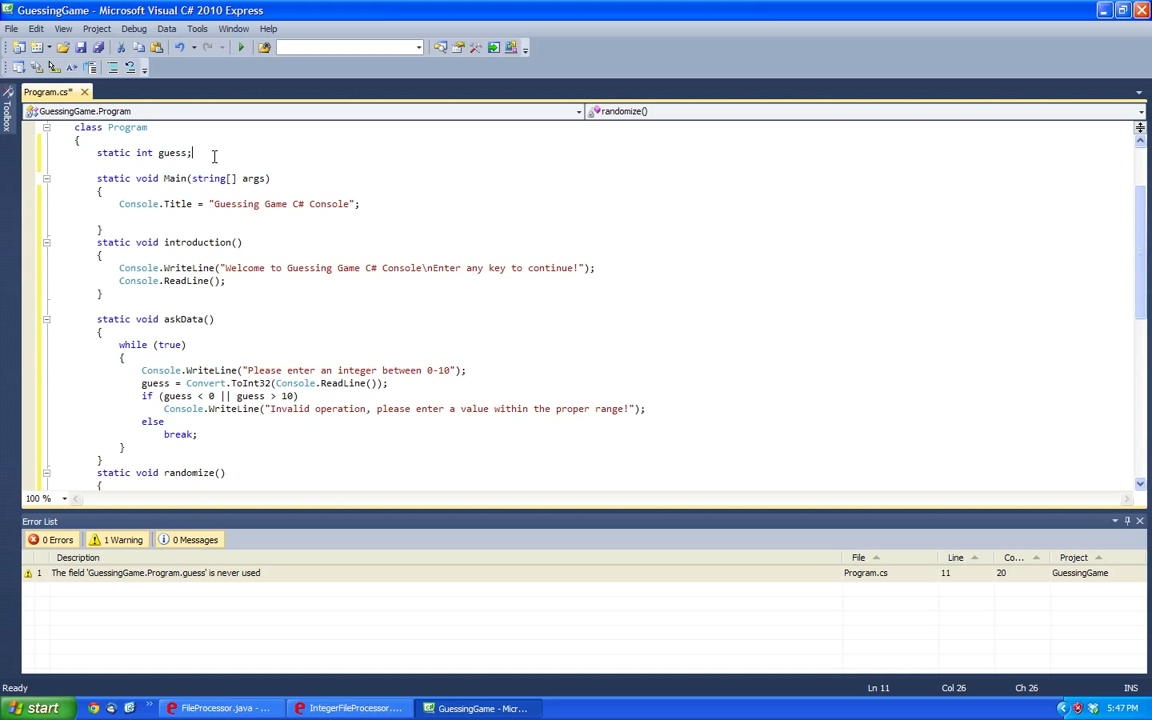 GuessingGame - Microsoft Visual C# 2010 Express
File Edit View Project Debug Data Tools Window Help
Program.cs*
Toolbox
GuessingGame.Program randomize()
class Program
{
static int guess;
static void Main(string[] args)
{
Console.Title = "Guessing Game C# Console";
}
static void introduction()
{
Console.WriteLine("Welcome to Guessing Game C# Console\nEnter any key to continue!");
Console.ReadLine();
}
static void askData()
{
while (true)
{
Console.WriteLine("Please enter an integer between 0-10");
guess = Convert.ToInt32(Console.ReadLine());
if (guess < 0 || guess > 10)
Console.WriteLine("Invalid operation, please enter a value within the proper range!");
else
break;
}
}
static void randomize()
{
100 %
Error List
0 Errors 1 Warning 0 Messages
Description File Line Co... Project
1 The field 'GuessingGame.Program.guess' is never used Program.cs 11 20 GuessingGame
Ready Ln 11 Col 26 Ch 26 INS
start FileProcessor.java - ... IntegerFileProcessor.... GuessingGame - Micr... 5:47 PM